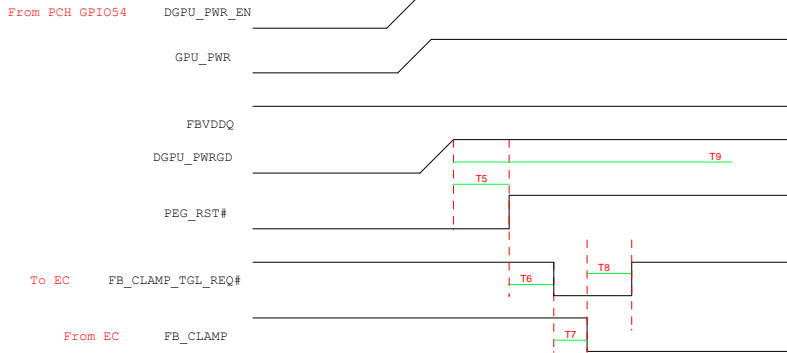 From PCH GPIO54 DGPU_PWR_EN
GPU_PWR
FBVDDQ
DGPU_PWRGD T9
T5
PEG_RST#
To EC FB_CLAMP_TGL_REQ# T6 T8
From EC FB_CLAMP T7